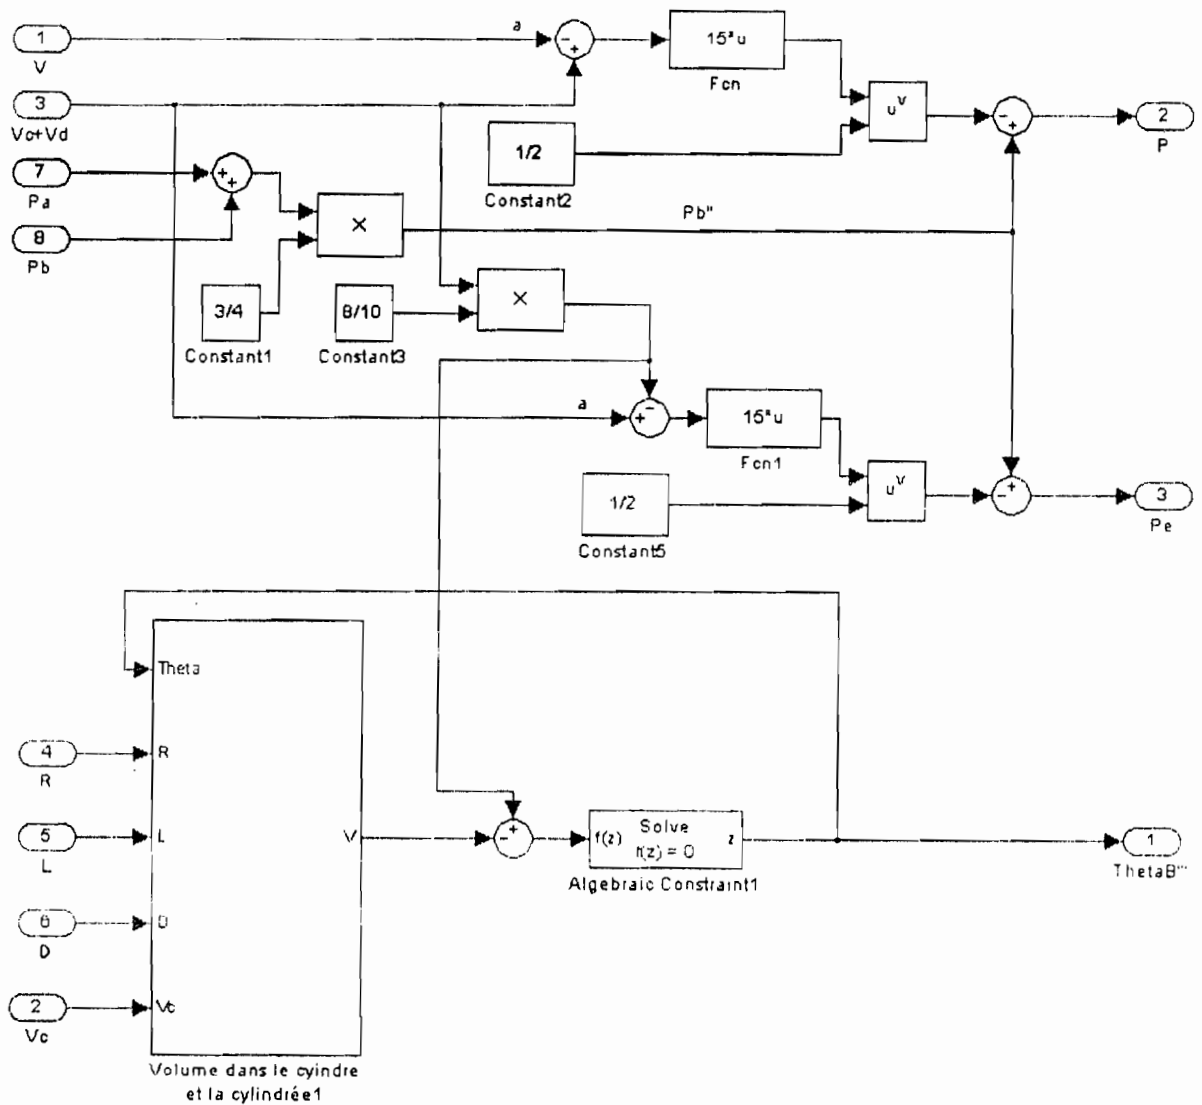 1
V
a
15*u
Fcn
3
Vc+Vd
u^v
2
P
1/2
Constant2
7
Pa
×
Pb"
8
Pb
×
3/4
Constant1
8/10
Constant3
a
15*u
Fcn1
u^v
1/2
Constant5
3
Pe
Theta
4
R
R
5
L
L
V
f(z)
Solve
f(z) = 0
z
Algebraic Constraint1
1
ThetaB'''
6
D
D
2
Vc
Vc
Volume dans le cyindre
et la cylindrée1